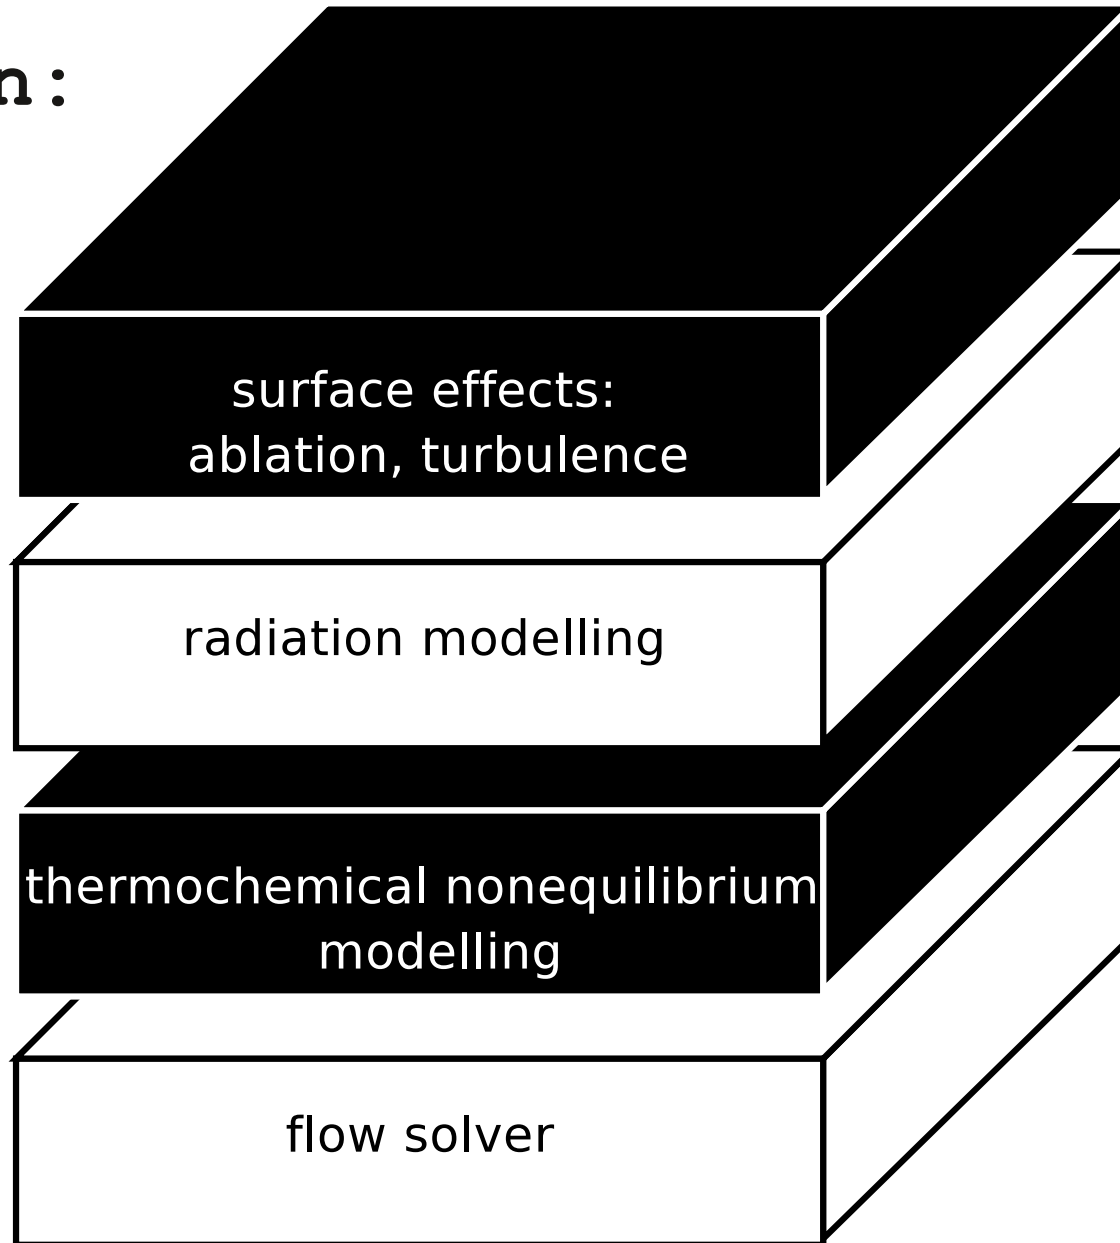 n:
surface effects:
ablation, turbulence
radiation modelling
thermochemical nonequilibrium
modelling
flow solver